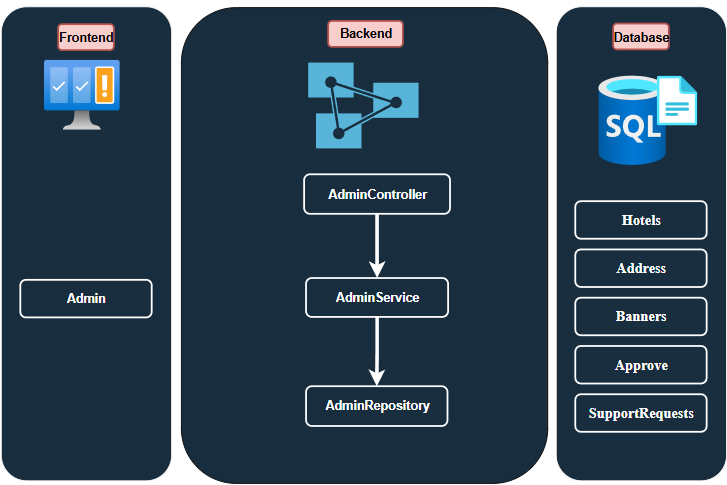 Frontend
Admin
Backend
AdminController
AdminService
AdminRepository
Database
SQL
Hotels
Address
Banners
Approve
SupportRequests